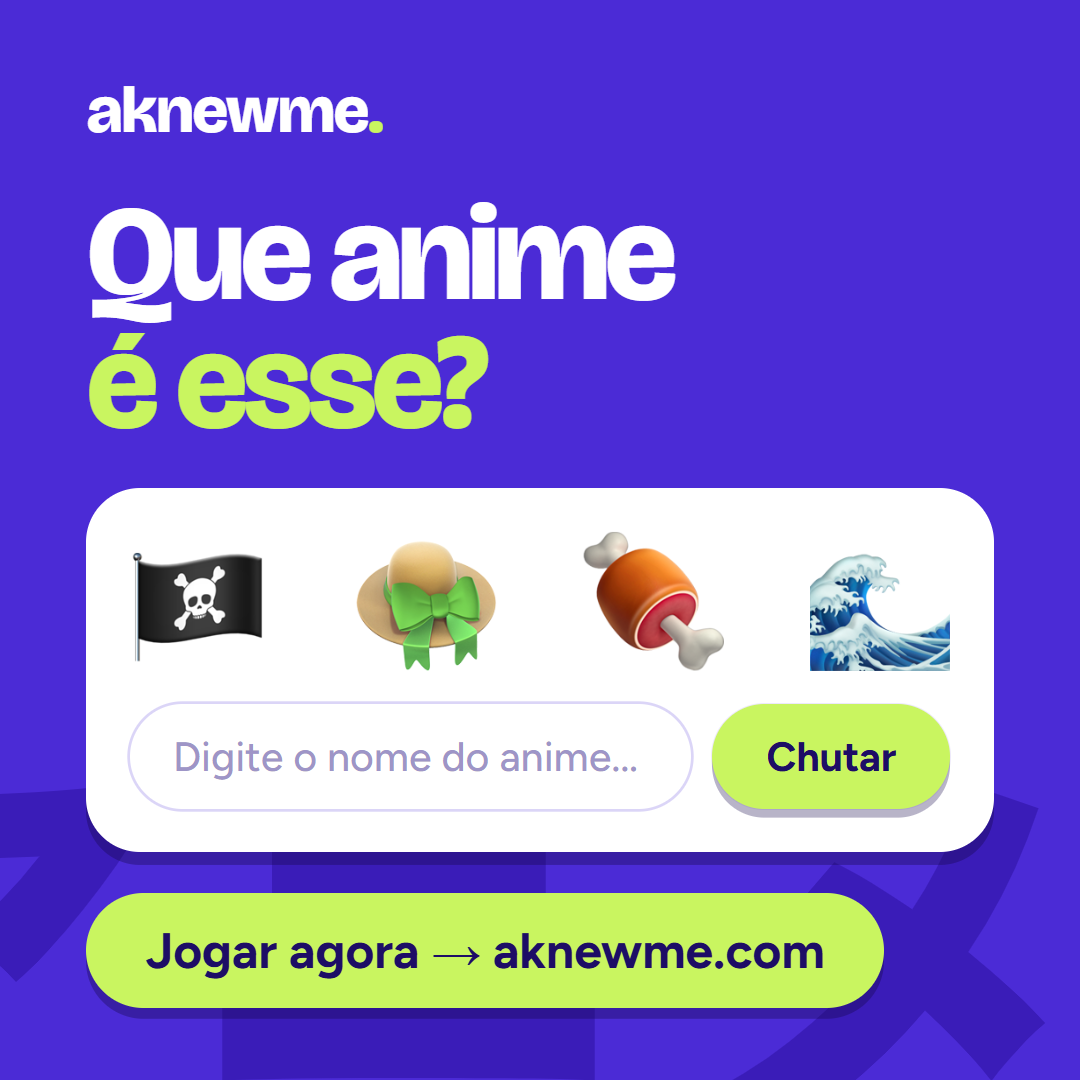 aknewme.
Que anime
é esse?
Digite o nome do anime...
Chutar
Jogar agora → aknewme.com